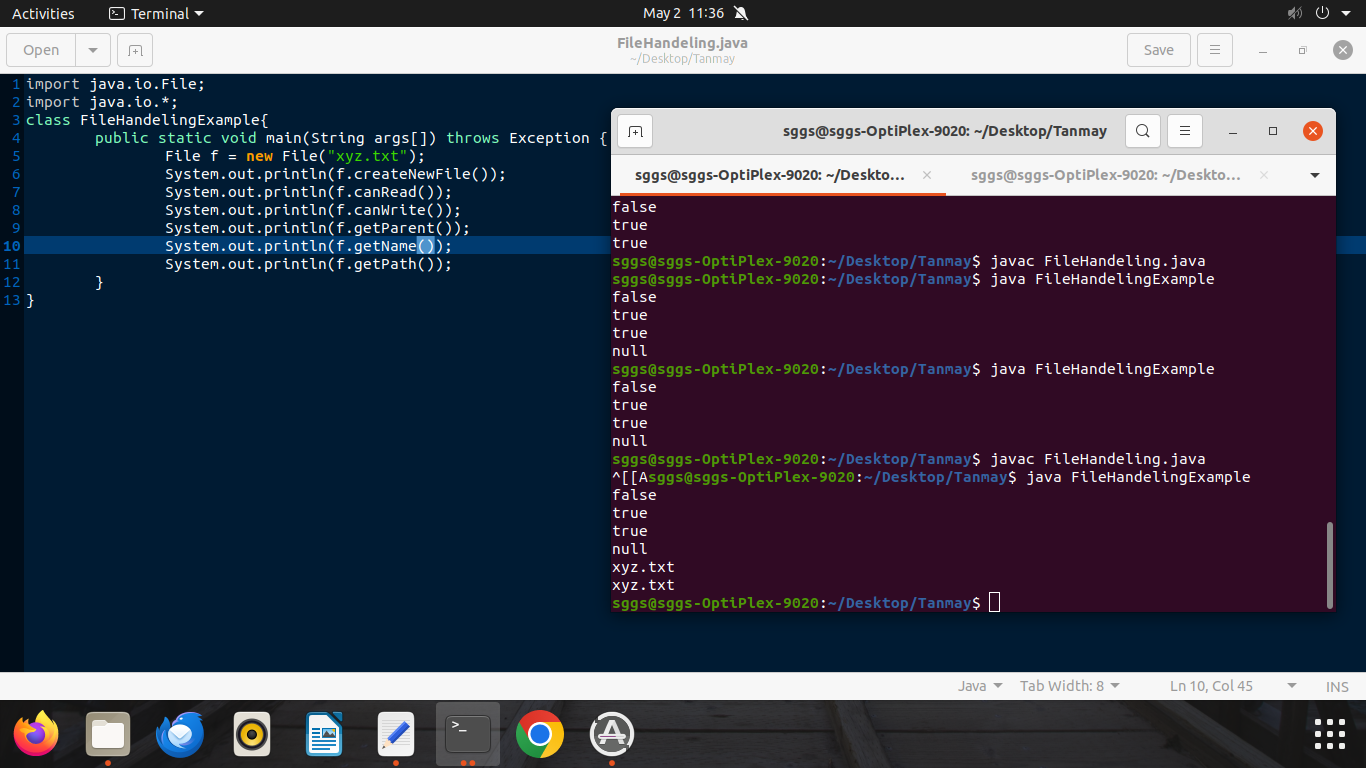 Activities
Terminal
May 2 11:36
Open
FileHandeling.java
~/Desktop/Tanmay
Save
1 import java.io.File;
2 import java.io.*;
3 class FileHandelingExample{
4 public static void main(String args[]) throws Exception {
5 File f = new File("xyz.txt");
6 System.out.println(f.createNewFile());
7 System.out.println(f.canRead());
8 System.out.println(f.canWrite());
9 System.out.println(f.getParent());
10 System.out.println(f.getName());
11 System.out.println(f.getPath());
12 }
13 }
sggs@sggs-OptiPlex-9020: ~/Desktop/Tanmay
sggs@sggs-OptiPlex-9020: ~/Deskto...
sggs@sggs-OptiPlex-9020: ~/Deskto...
false
true
true
sggs@sggs-OptiPlex-9020:~/Desktop/Tanmay$ javac FileHandeling.java
sggs@sggs-OptiPlex-9020:~/Desktop/Tanmay$ java FileHandelingExample
false
true
true
null
sggs@sggs-OptiPlex-9020:~/Desktop/Tanmay$ java FileHandelingExample
false
true
true
null
sggs@sggs-OptiPlex-9020:~/Desktop/Tanmay$ javac FileHandeling.java
^[[Asggs@sggs-OptiPlex-9020:~/Desktop/Tanmay$ java FileHandelingExample
false
true
true
null
xyz.txt
xyz.txt
sggs@sggs-OptiPlex-9020:~/Desktop/Tanmay$
Java
Tab Width: 8
Ln 10, Col 45
INS